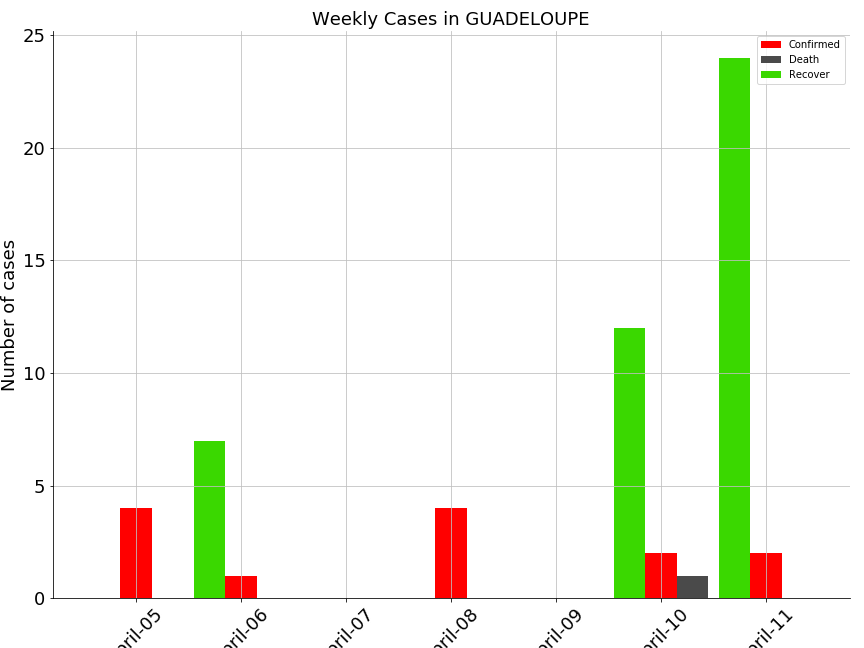 Weekly Cases in GUADELOUPE
Confirmed
Death
Recover
Number of cases
25
20
15
10
5
0
pril-05
pril-06
pril-07
pril-08
pril-09
pril-10
pril-11